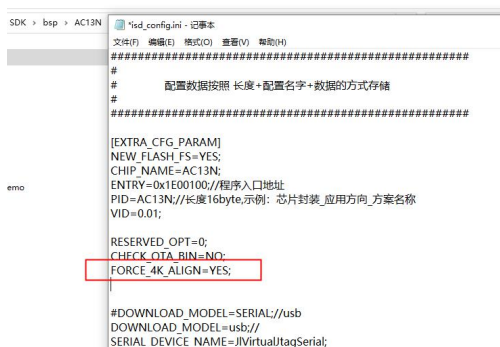 SDK › bsp › AC13N
*isd_config.ini - 记事本
文件(F) 编辑(E) 格式(O) 查看(V) 帮助(H)
##########################################################
#
# 配置数据按照 长度+配置名字+数据的方式存储
#
##########################################################
[EXTRA_CFG_PARAM]
NEW_FLASH_FS=YES;
CHIP_NAME=AC13N;
ENTRY=0x1E00100;//程序入口地址
PID=AC13N;//长度16byte,示例：芯片封装_应用方向_方案名称
VID=0.01;
RESERVED_OPT=0;
CHECK_OTA_BIN=NO;
emo
FORCE_4K_ALIGN=YES;
#DOWNLOAD_MODEL=SERIAL;//usb
DOWNLOAD_MODEL=usb;//
SERIAL_DEVICE_NAME=JlVirtualJtagSerial;